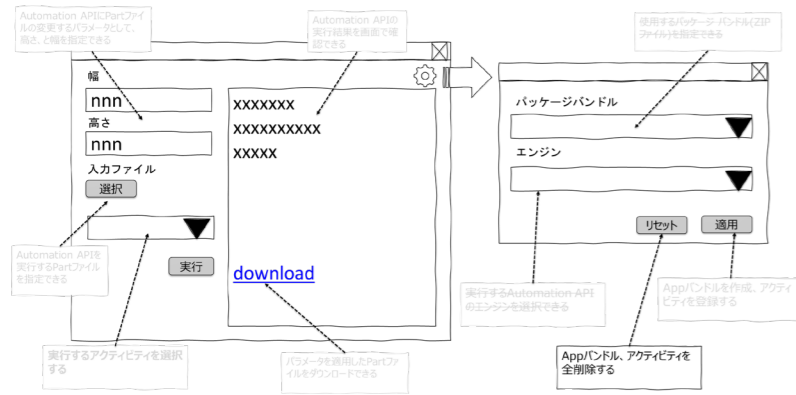 Automation APIにPartファイ
ルの変更するパラメータとして、
高さ、と幅を指定できる
Automation APIの
実行結果を画面で確
認できる
使用するパッケージ バンドル(ZIP
ファイル)を指定できる
幅
nnn
高さ
nnn
入力ファイル
選択
実行
xxxxxxx
xxxxxxxxxx
xxxxx
download
パッケージバンドル
エンジン
リセット
適用
Automation APIを
実行するPartファイル
を指定できる
実行するアクティビティを選択
する
パラメータを適用したPartファ
イルをダウンロードできる
実行するAutomation API
のエンジンを選択できる
Appバンドルを作成、アクティ
ビティを登録する
Appバンドル、アクティビティを
全削除する